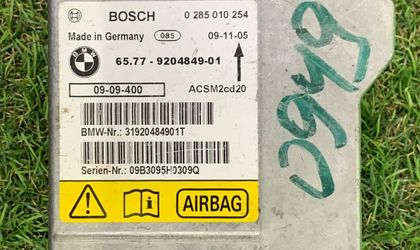 BOSCH 0 285 010 254
Made in Germany 085 09-11-05
BMW 65.77 - 9204849-01
09-09-400 ACSM2cd20
BMW-Nr.: 31920484901T
Serien-Nr.: 09B3095H0309Q
AIRBAG